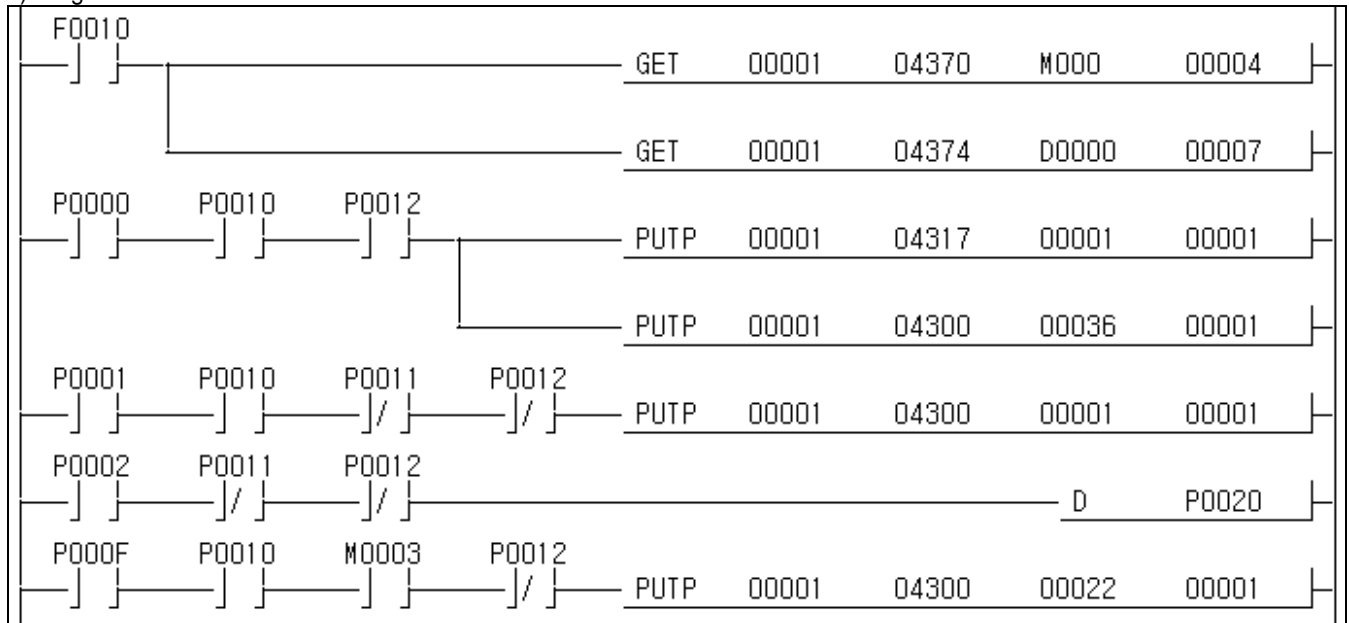 F0010
GET 00001 04370 M000 00004
GET 00001 04374 D0000 00007
P0000 P0010 P0012
PUTP 00001 04317 00001 00001
PUTP 00001 04300 00036 00001
P0001 P0010 P0011 P0012
PUTP 00001 04300 00001 00001
P0002 P0011 P0012
D P0020
P000F P0010 M0003 P0012
PUTP 00001 04300 00022 00001